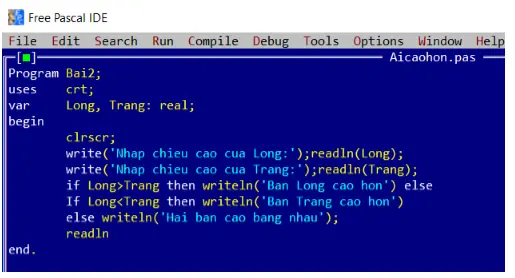 Free Pascal IDE
File Edit Search Run Compile Debug Tools Options Window Help
[■] Aicaohon.pas
Program Bai2;
uses crt;
var Long, Trang: real;
begin
clrscr;
write('Nhap chieu cao cua Long:');readln(Long);
write('Nhap chieu cao cua Trang:');readln(Trang);
if Long>Trang then writeln('Ban Long cao hon') else
If Long<Trang then writeln('Ban Trang cao hon')
else writeln('Hai ban cao bang nhau');
readln
end.